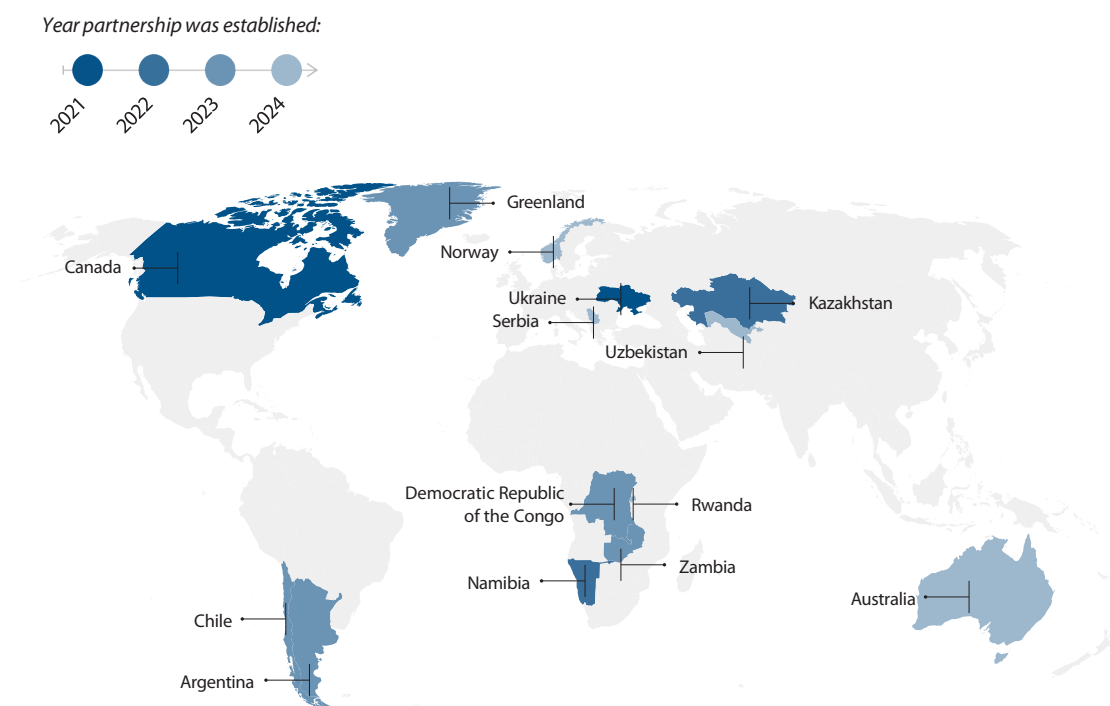 Year partnership was established:
2021
2022
2023
2024
Greenland
Norway
Canada
Ukraine
Kazakhstan
Serbia
Uzbekistan
Democratic Republic
of the Congo
Rwanda
Zambia
Namibia
Australia
Chile
Argentina